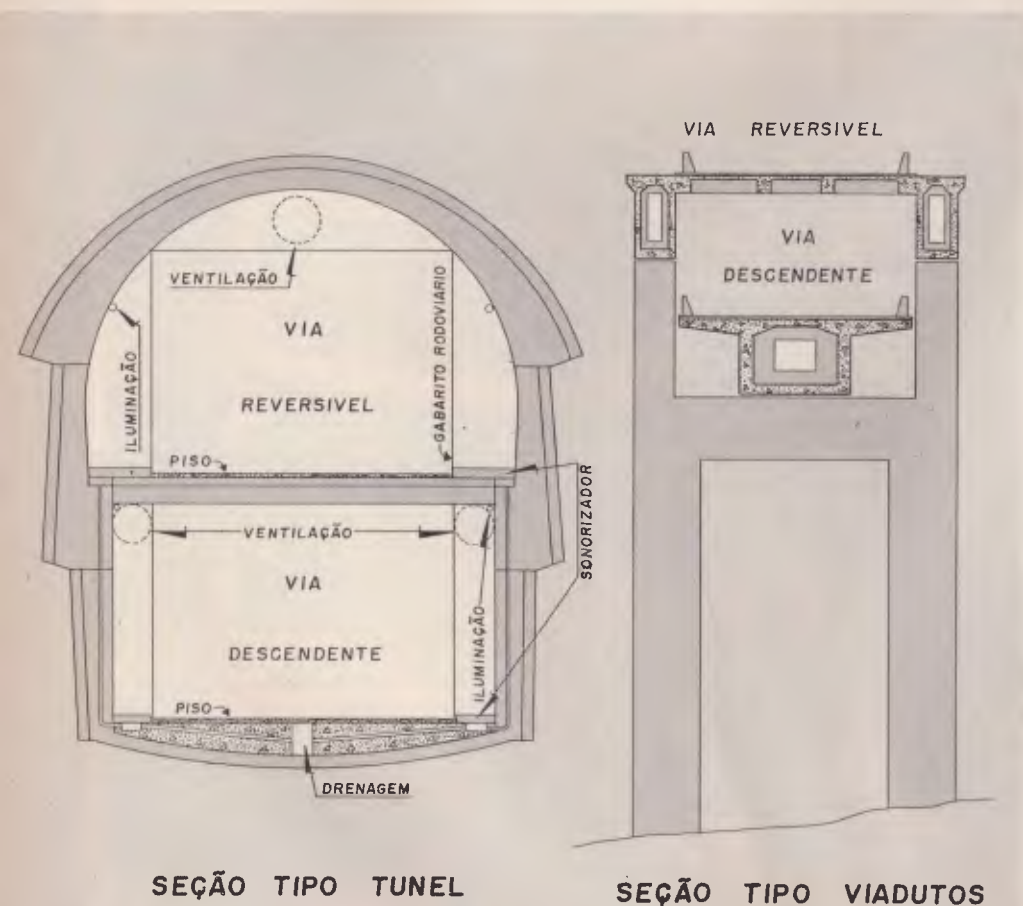 VENTILAÇÃO
ILUMINAÇÃO
VIA
REVERSIVEL
GABARITO RODOVIARIO
PISO
SONORIZADOR
VENTILAÇÃO
VIA
DESCENDENTE
ILUMINAÇÃO
PISO
DRENAGEM
SEÇÃO TIPO TUNEL
VIA REVERSIVEL
VIA
DESCENDENTE
SEÇÃO TIPO VIADUTOS